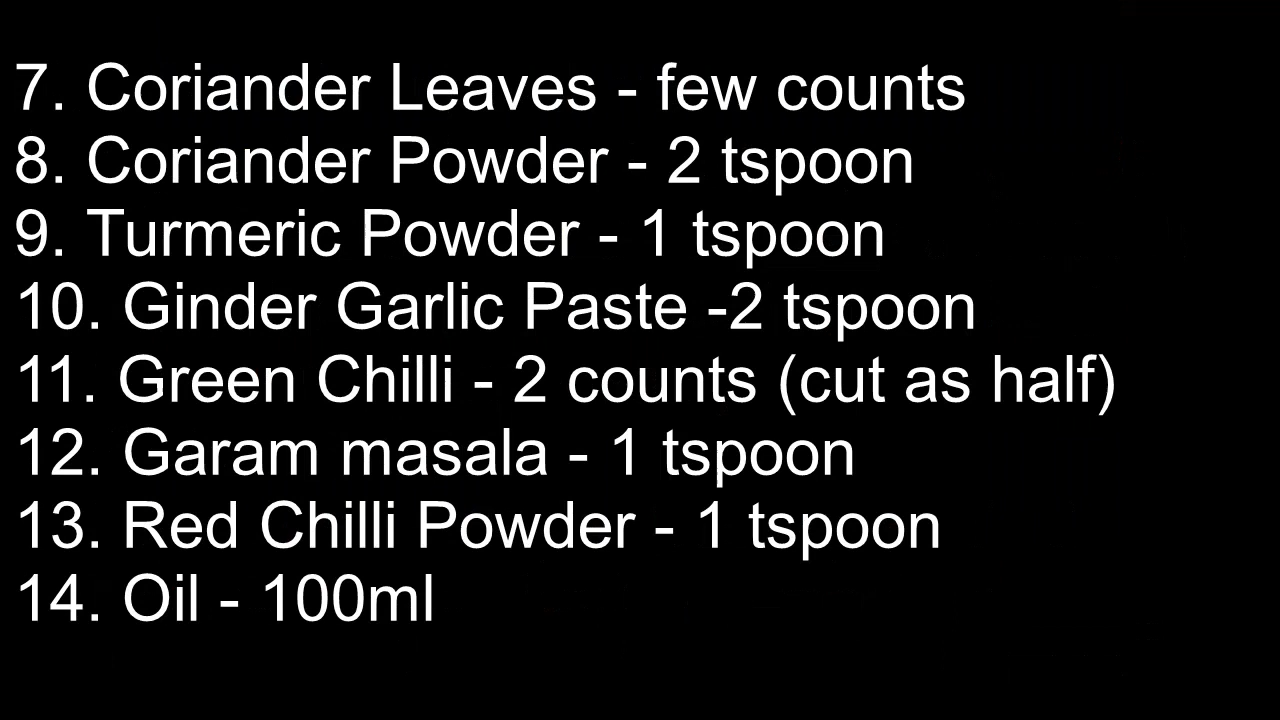 7. Coriander Leaves - few counts
8. Coriander Powder - 2 tspoon
9. Turmeric Powder - 1 tspoon
10. Ginder Garlic Paste -2 tspoon
11. Green Chilli - 2 counts (cut as half)
12. Garam masala - 1 tspoon
13. Red Chilli Powder - 1 tspoon
14. Oil - 100ml